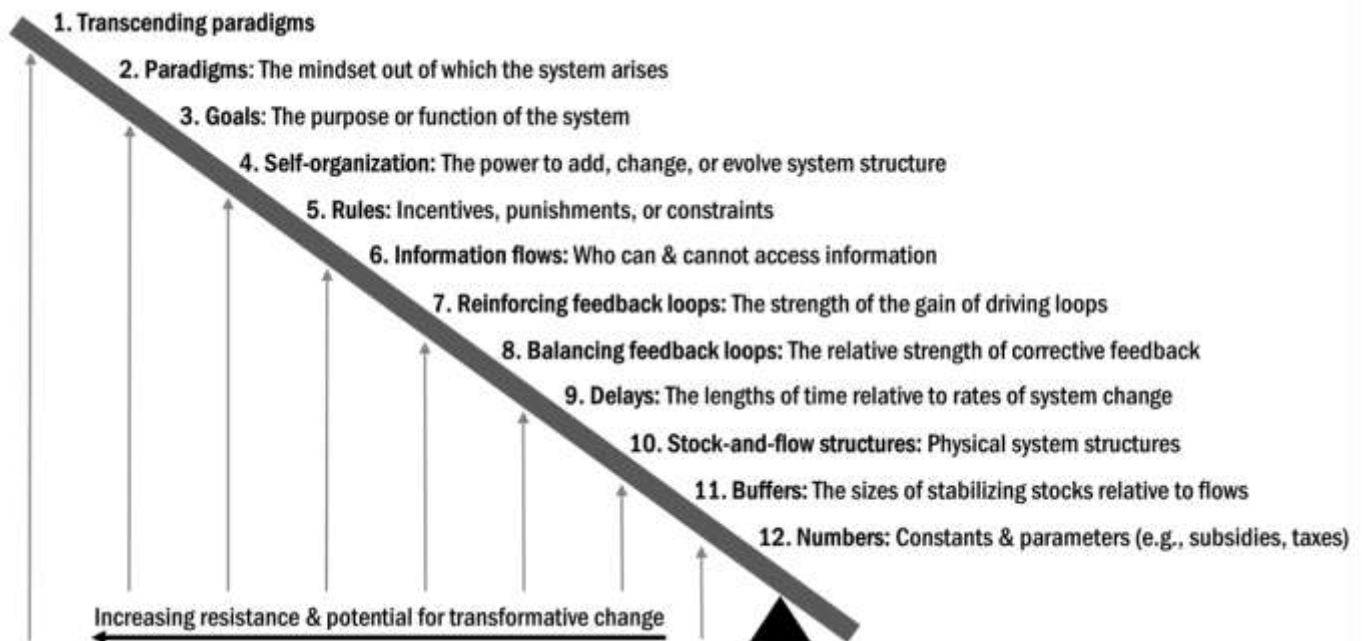 1. Transcending paradigms
2. Paradigms: The mindset out of which the system arises
3. Goals: The purpose or function of the system
4. Self-organization: The power to add, change, or evolve system structure
5. Rules: Incentives, punishments, or constraints
6. Information flows: Who can & cannot access information
7. Reinforcing feedback loops: The strength of the gain of driving loops
8. Balancing feedback loops: The relative strength of corrective feedback
9. Delays: The lengths of time relative to rates of system change
10. Stock-and-flow structures: Physical system structures
11. Buffers: The sizes of stabilizing stocks relative to flows
12. Numbers: Constants & parameters (e.g., subsidies, taxes)
Increasing resistance & potential for transformative change